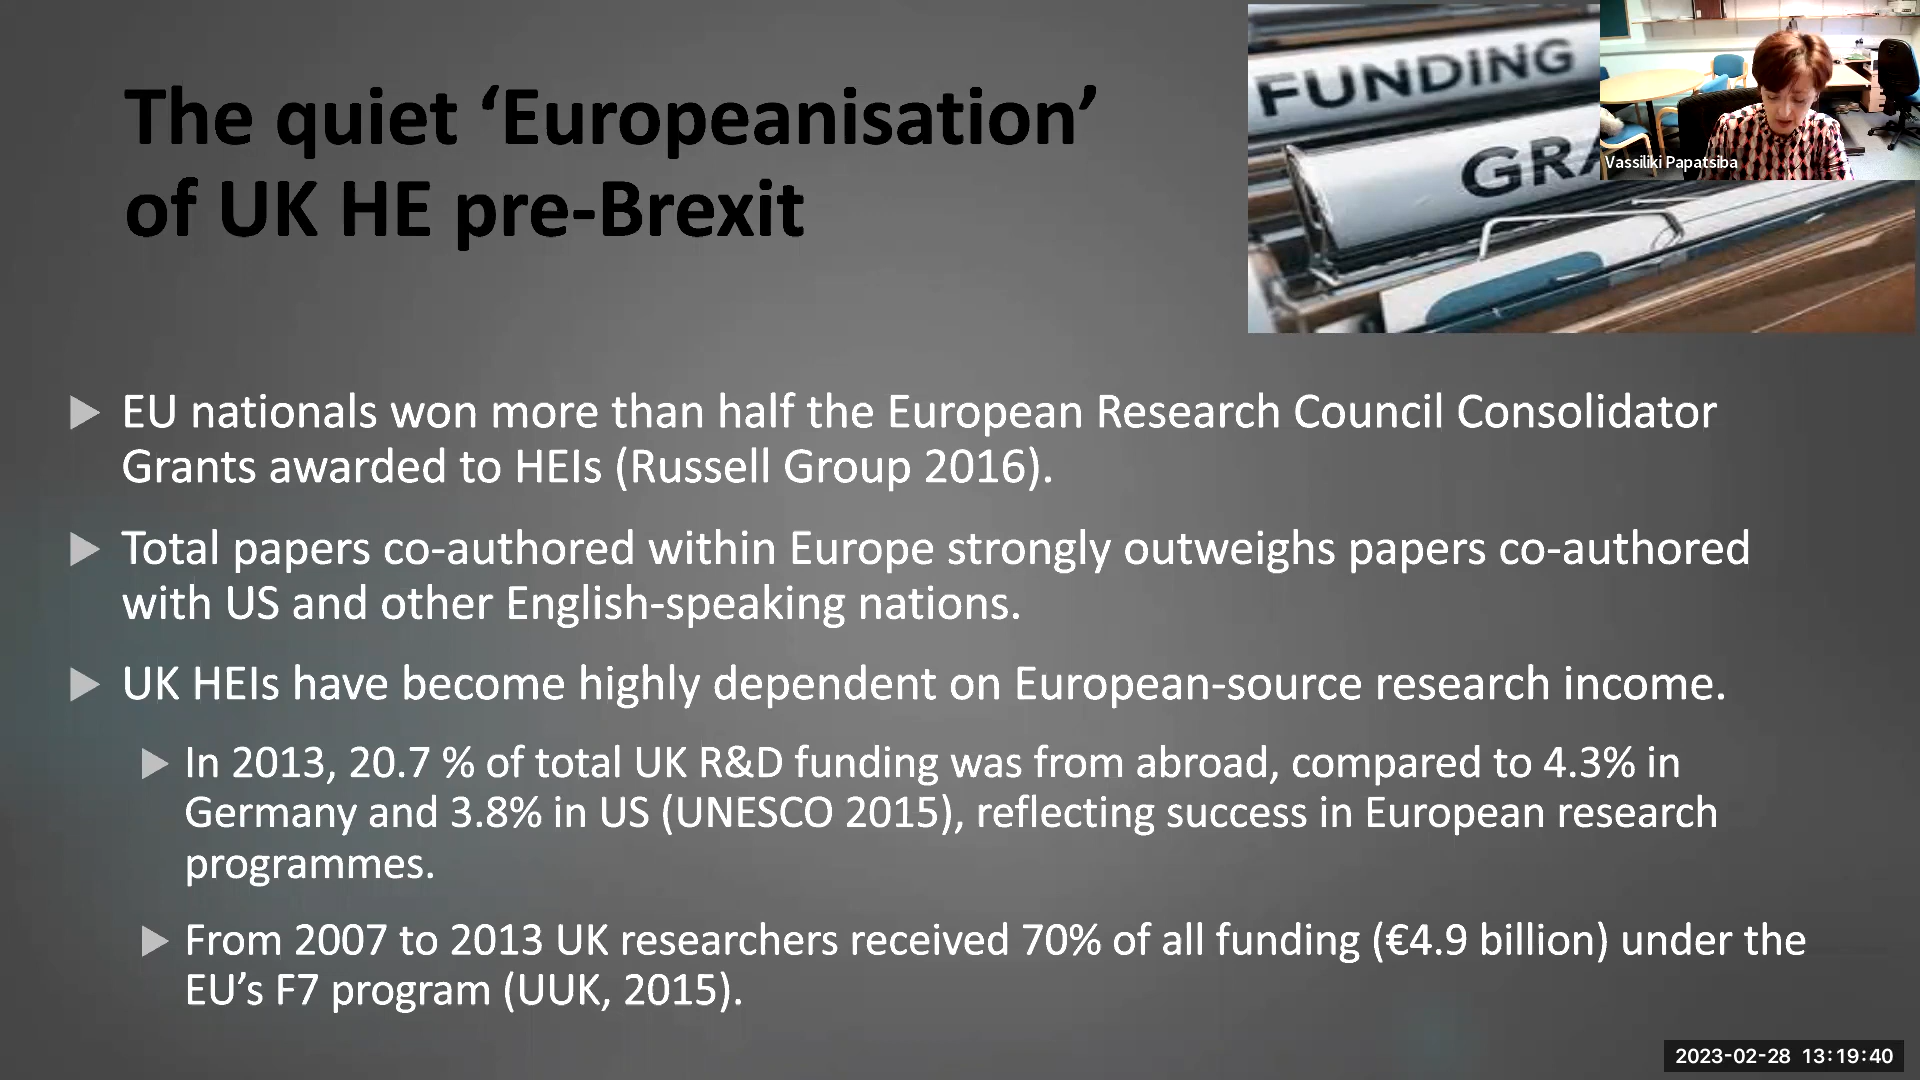 The quiet ‘Europeanisation’
of UK HE pre-Brexit
FUNDING
GRA
Vassiliki Papatsiba
EU nationals won more than half the European Research Council Consolidator
Grants awarded to HEIs (Russell Group 2016).
Total papers co-authored within Europe strongly outweighs papers co-authored
with US and other English-speaking nations.
UK HEIs have become highly dependent on European-source research income.
In 2013, 20.7 % of total UK R&D funding was from abroad, compared to 4.3% in
Germany and 3.8% in US (UNESCO 2015), reflecting success in European research
programmes.
From 2007 to 2013 UK researchers received 70% of all funding (€4.9 billion) under the
EU’s F7 program (UUK, 2015).
2023-02-28 13:19:40